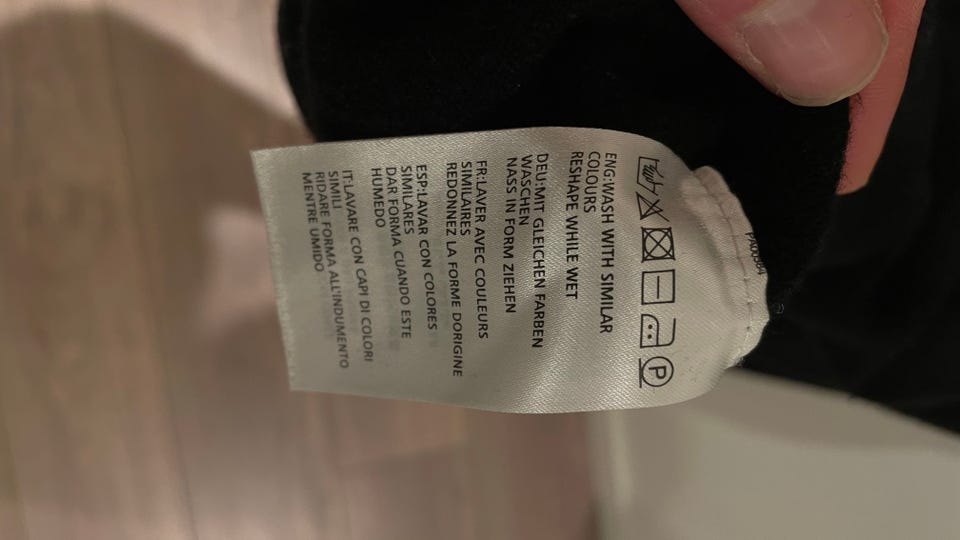 PA00904
P
ENG:WASH WITH SIMILAR
COLOURS
RESHAPE WHILE WET
DEU:MIT GLEICHEN FARBEN
WASCHEN
NASS IN FORM ZIEHEN
FR:LAVER AVEC COULEURS
SIMILAIRES
REDONNEZ LA FORME DORIGINE
ESP:LAVAR CON COLORES
SIMILARES
DAR FORMA CUANDO ESTE
HUMEDO
IT:LAVARE CON CAPI DI COLORI
SIMILI
RIDARE FORMA ALL'INDUMENTO
MENTRE UMIDO